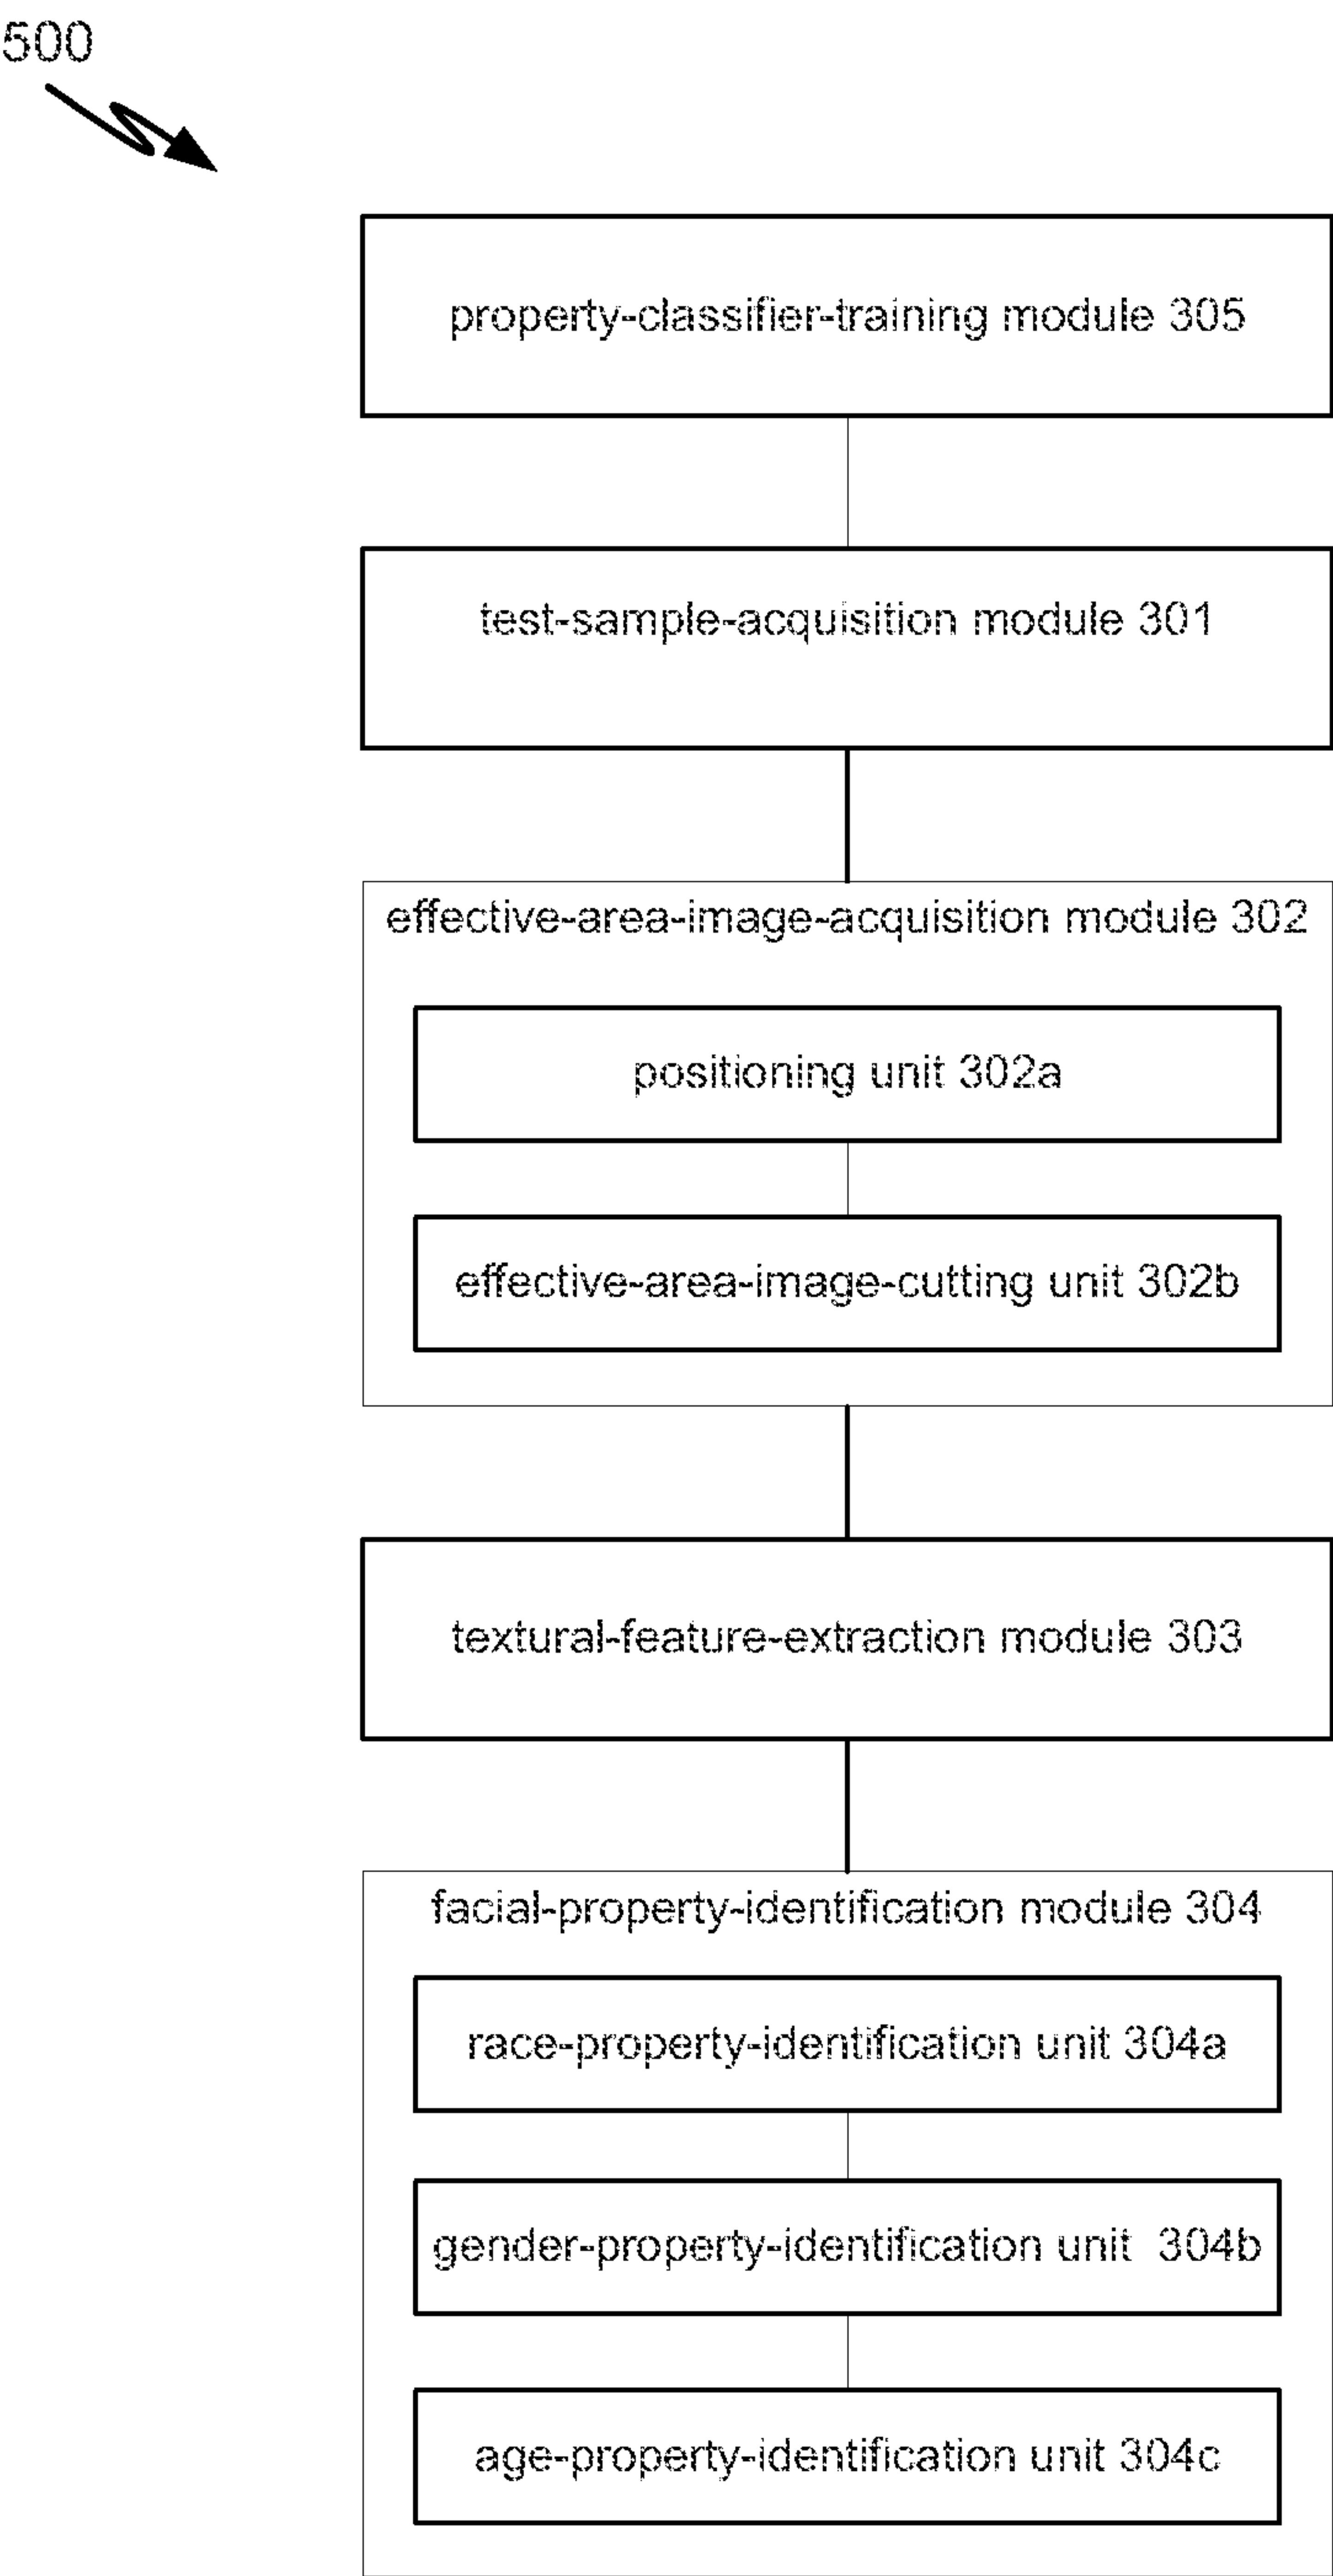 500
property-classifier-training module 305
test-sample-acquisition module 301
effective-area-image-acquisition module 302
positioning unit 302a
effective-area-image-cutting unit 302b
textural-feature-extraction module 303
facial-property-identification module 304
race-property-identification unit 304a
gender-property-identification unit 304b
age-property-identification unit 304c